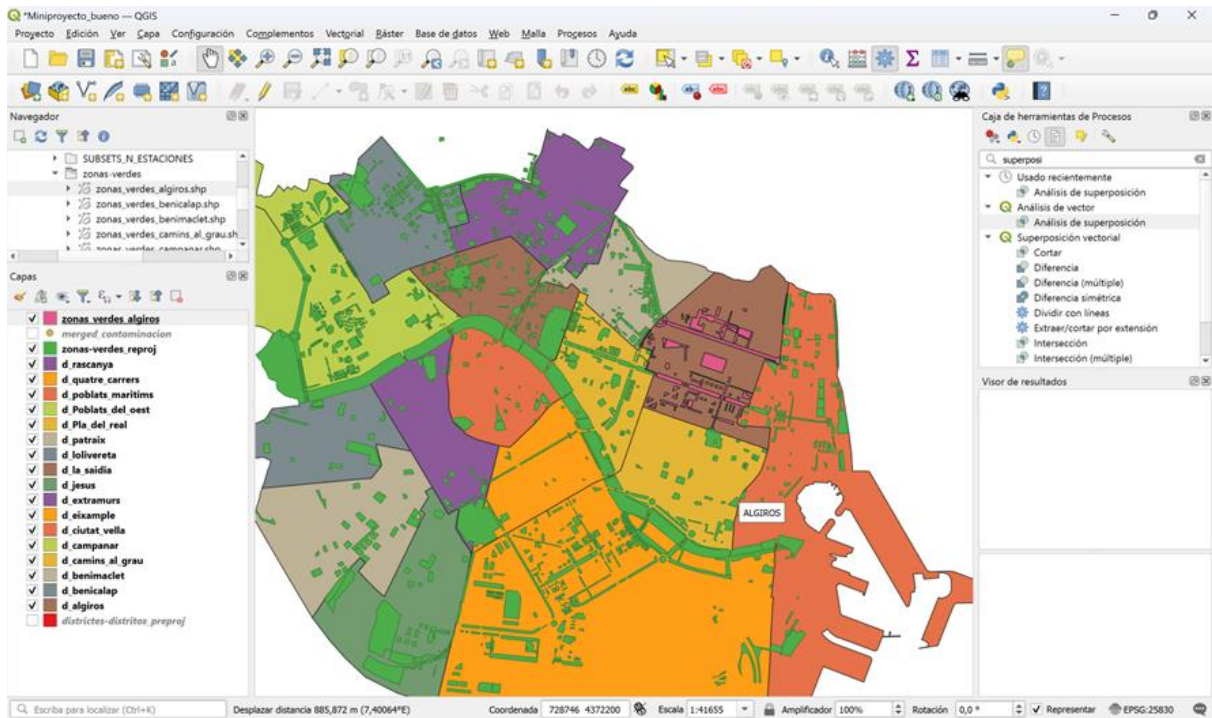 *Miniproyecto_bueno — QGIS
Proyecto Edición Ver Capa Configuración Complementos Vectorial Ráster Base de datos Web Malla Procesos Ayuda
Navegador
SUBSETS_N_ESTACIONES
zonas-verdes
zonas_verdes_algiros.shp
zonas_verdes_benicalap.shp
zonas_verdes_benimaclet.shp
zonas_verdes_camins_al_grau.sh
zonas_verdes_campanar.shp
Capas
zonas_verdes_algiros
merged_contaminacion
zonas-verdes_reproj
d_rascanya
d_quatre_carrers
d_poblats_maritims
d_Poblats_del_oest
d_Pla_del_real
d_patraix
d_lolivereta
d_la_saidia
d_jesus
d_extramurs
d_eixample
d_ciutat_vella
d_campanar
d_camins_al_grau
d_benimaclet
d_benicalap
d_algiros
districtes-distritos_preproj
ALGIROS
Caja de herramientas de Procesos
superposi
Usado recientemente
Análisis de superposición
Análisis de vector
Análisis de superposición
Superposición vectorial
Cortar
Diferencia
Diferencia (múltiple)
Diferencia simétrica
Dividir con líneas
Extraer/cortar por extensión
Intersección
Intersección (múltiple)
Visor de resultados
Escriba para localizar (Ctrl+K) Desplazar distancia 885,872 m (7,40064°E) Coordenada 728746 4372200 Escala 1:41655 Amplificador 100% Rotación 0,0 ° Representar EPSG:25830